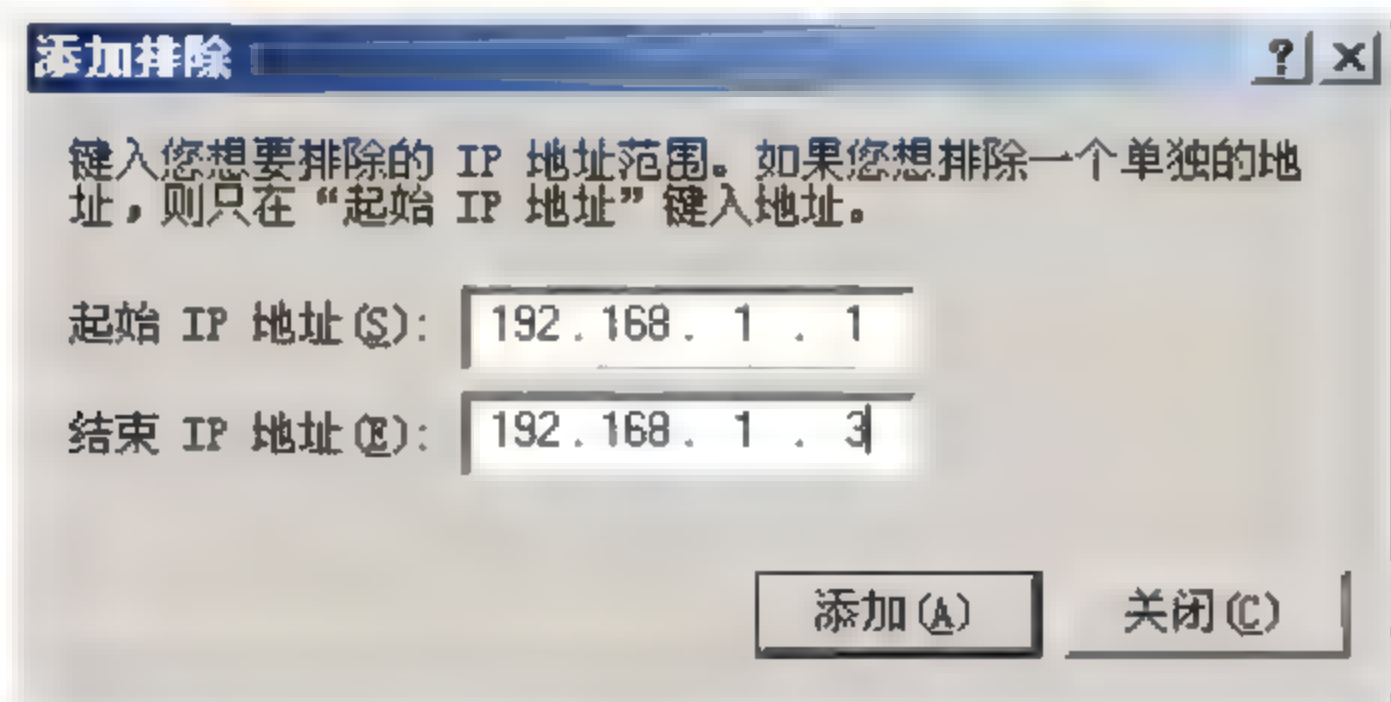 添加排除
键入您想要排除的 IP 地址范围。如果您想排除一个单独的地
址，则只在“起始 IP 地址”键入地址。
起始 IP 地址(S): 192.168. 1 . 1
结束 IP 地址(E): 192.168. 1 . 3
添加(A) 关闭(C)